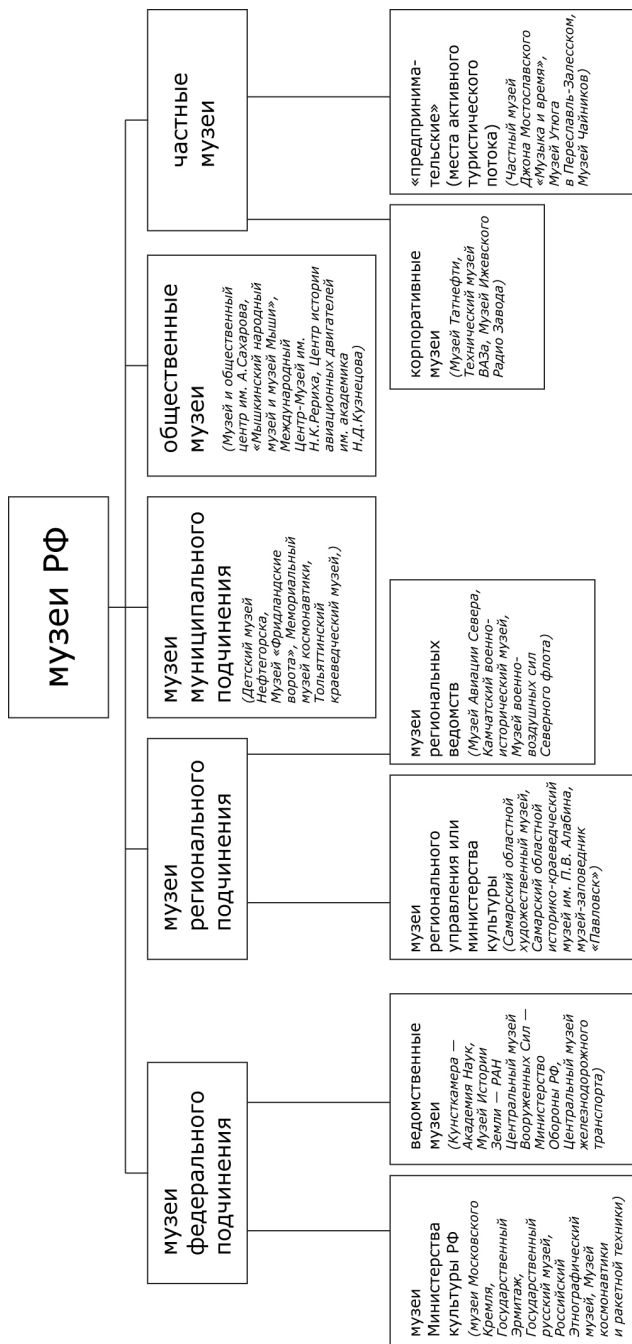 музеи РФ
музеи
федерального
подчинения
музеи
регионального
подчинения
музеи
муниципального
подчинения
(Детский музей
Нефтегорска,
Музей «Фридландские
ворота», Мемориальный
музей космонавтики,
Тольяттинский
краеведческий музей,)
общественные
музеи
(Музей и общественный
центр им. А.Сахарова,
«Мышкинский народный
музей и музей Мыши»,
Международный
Центр-Музей им.
Н.К.Рериха, Центр истории
авиационных двигателей
им. академика
Н.Д.Кузнецова)
частные
музеи
музеи
Министерства
культуры РФ
(музеи Московского
Кремля,
Государственный
Эрмитаж,
Государственный
русский музей,
Российский
Этнографический
музей, Музей
космонавтики
и ракетной техники)
ведомственные
музеи
(Кунсткамера —
Академия Наук,
Музей Истории
Земли — РАН
Центральный музей
Вооруженных Сил —
Министерство
Обороны РФ,
Центральный музей
железнодорожного
транспорта)
музеи
регионального
управления или
министерства
культуры
(Самарский областной
художественный музей,
Самарский областной
историко-краеведческий
музей им. П.В. Алабина,
музей-заповедник
«Павловск»)
музеи
региональных
ведомств
(Музей Авиации Севера,
Камчатский военно-
исторический музей,
Музей военно-
воздушных сил
Северного флота)
корпоративные
музеи
(Музей Татнефти,
Технический музей
ВАЗа, Музей Ижевского
Радио Завода)
«предпринима-
тельские»
(места активного
туристического
потока)
(Частный музей
Джона Мостославского
«Музыка и время»,
Музей Утюга
в Переславль-Залесском,
Музей Чайников)